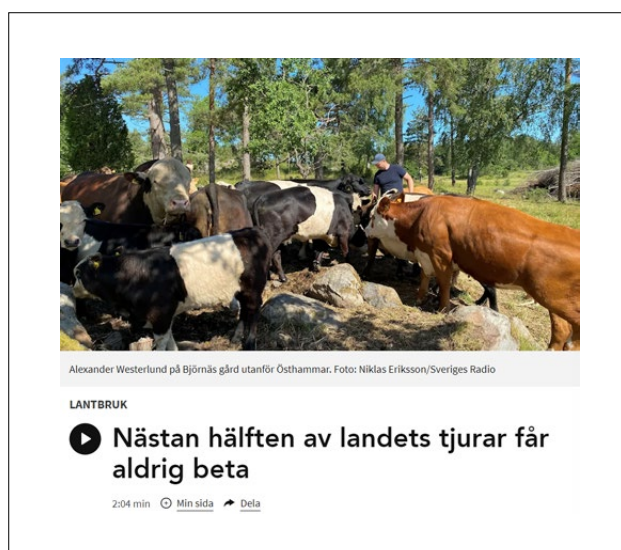 Alexander Westerlund på Björnäs gård utanför Östhammar. Foto: Niklas Eriksson/Sveriges Radio
LANTBRUK
Nästan hälften av landets tjurar får
aldrig beta
2:04 min Min sida Dela